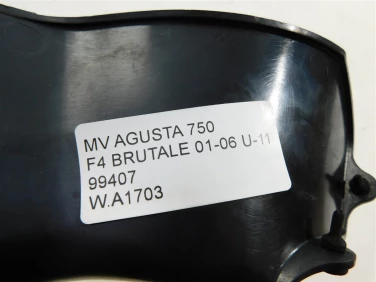 MV AGUSTA 750
F4 BRUTALE 01-06 U-11
99407
W.A1703